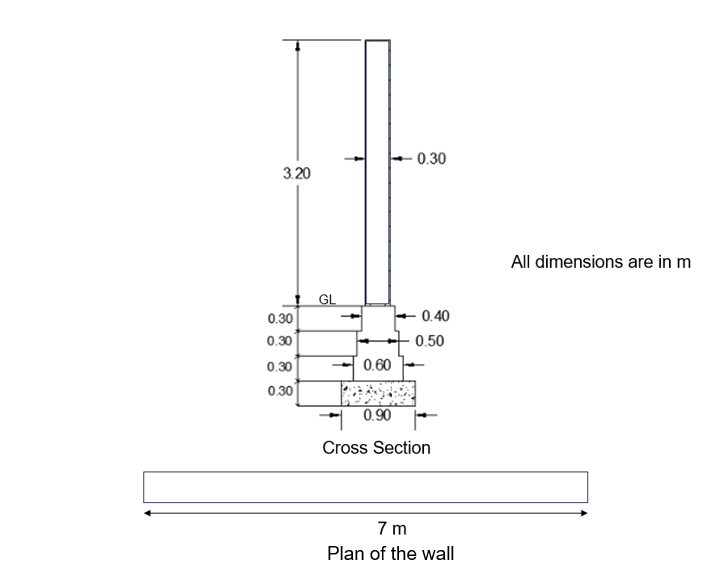 0.30
3.20
All dimensions are in m
GL
0.30
0.40
0.30
0.50
0.30
0.60
0.30
0.90
Cross Section
7 m
Plan of the wall